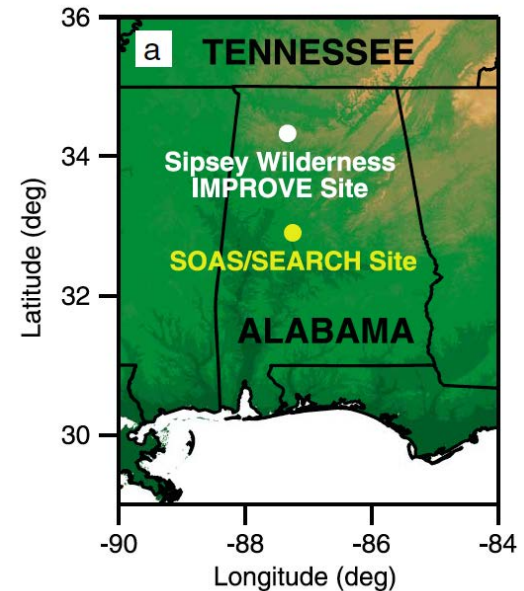 36
a
TENNESSEE
34
Sipsey Wilderness
IMPROVE Site
SOAS/SEARCH Site
32
ALABAMA
30
Latitude (deg)
-90
-88
-86
-84
Longitude (deg)